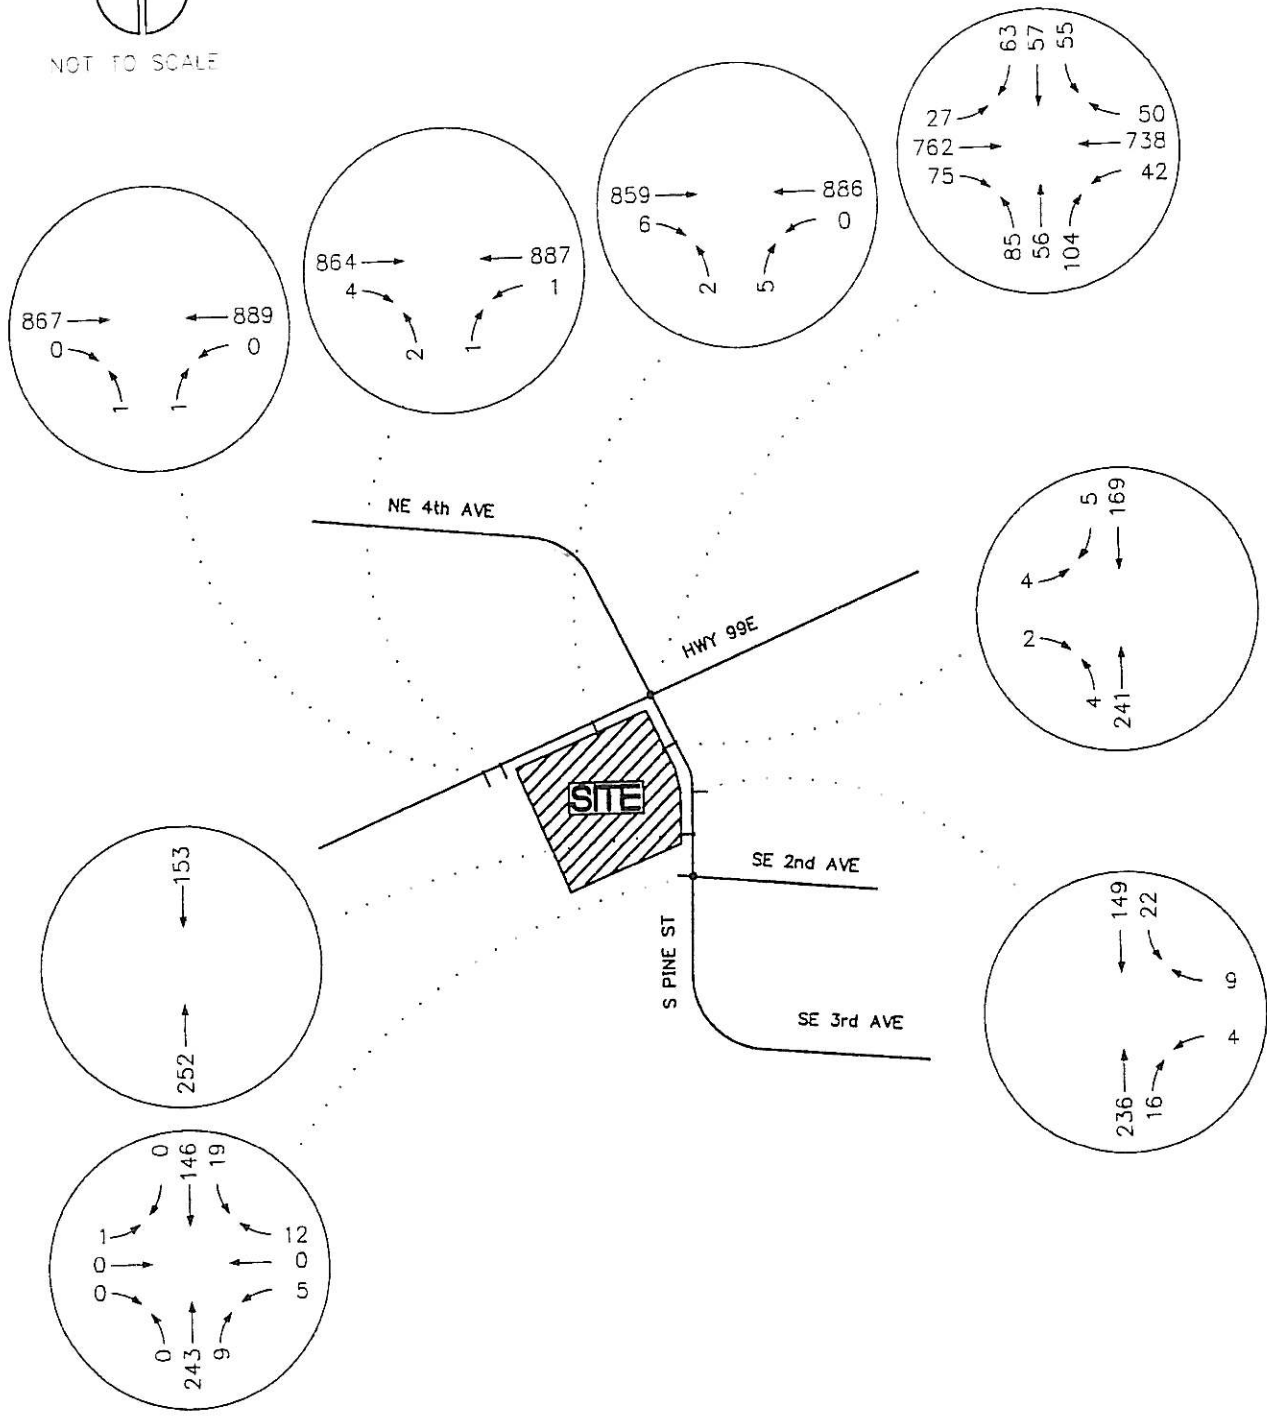 NOT TO SCALE
63 57 55
27 50
762 738
75 42
85 56 104
859 886
6 0
2 5
864 887
4 1
2 1
867 889
0 0
1 1
NE 4th AVE
HWY 99E
5 169
4
2
4 241
SITE
SE 2nd AVE
S PINE ST
SE 3rd AVE
153
252
149 22
9
4
236 16
0 146 19
1 12
0 0
0 5
0 243 9